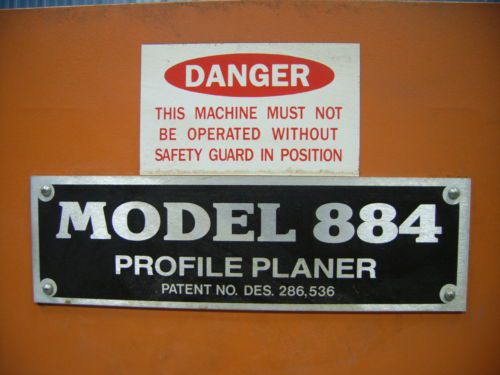 DANGER
THIS MACHINE MUST NOT
BE OPERATED WITHOUT
SAFETY GUARD IN POSITION
MODEL 884
PROFILE PLANER
PATENT NO. DES. 286,536